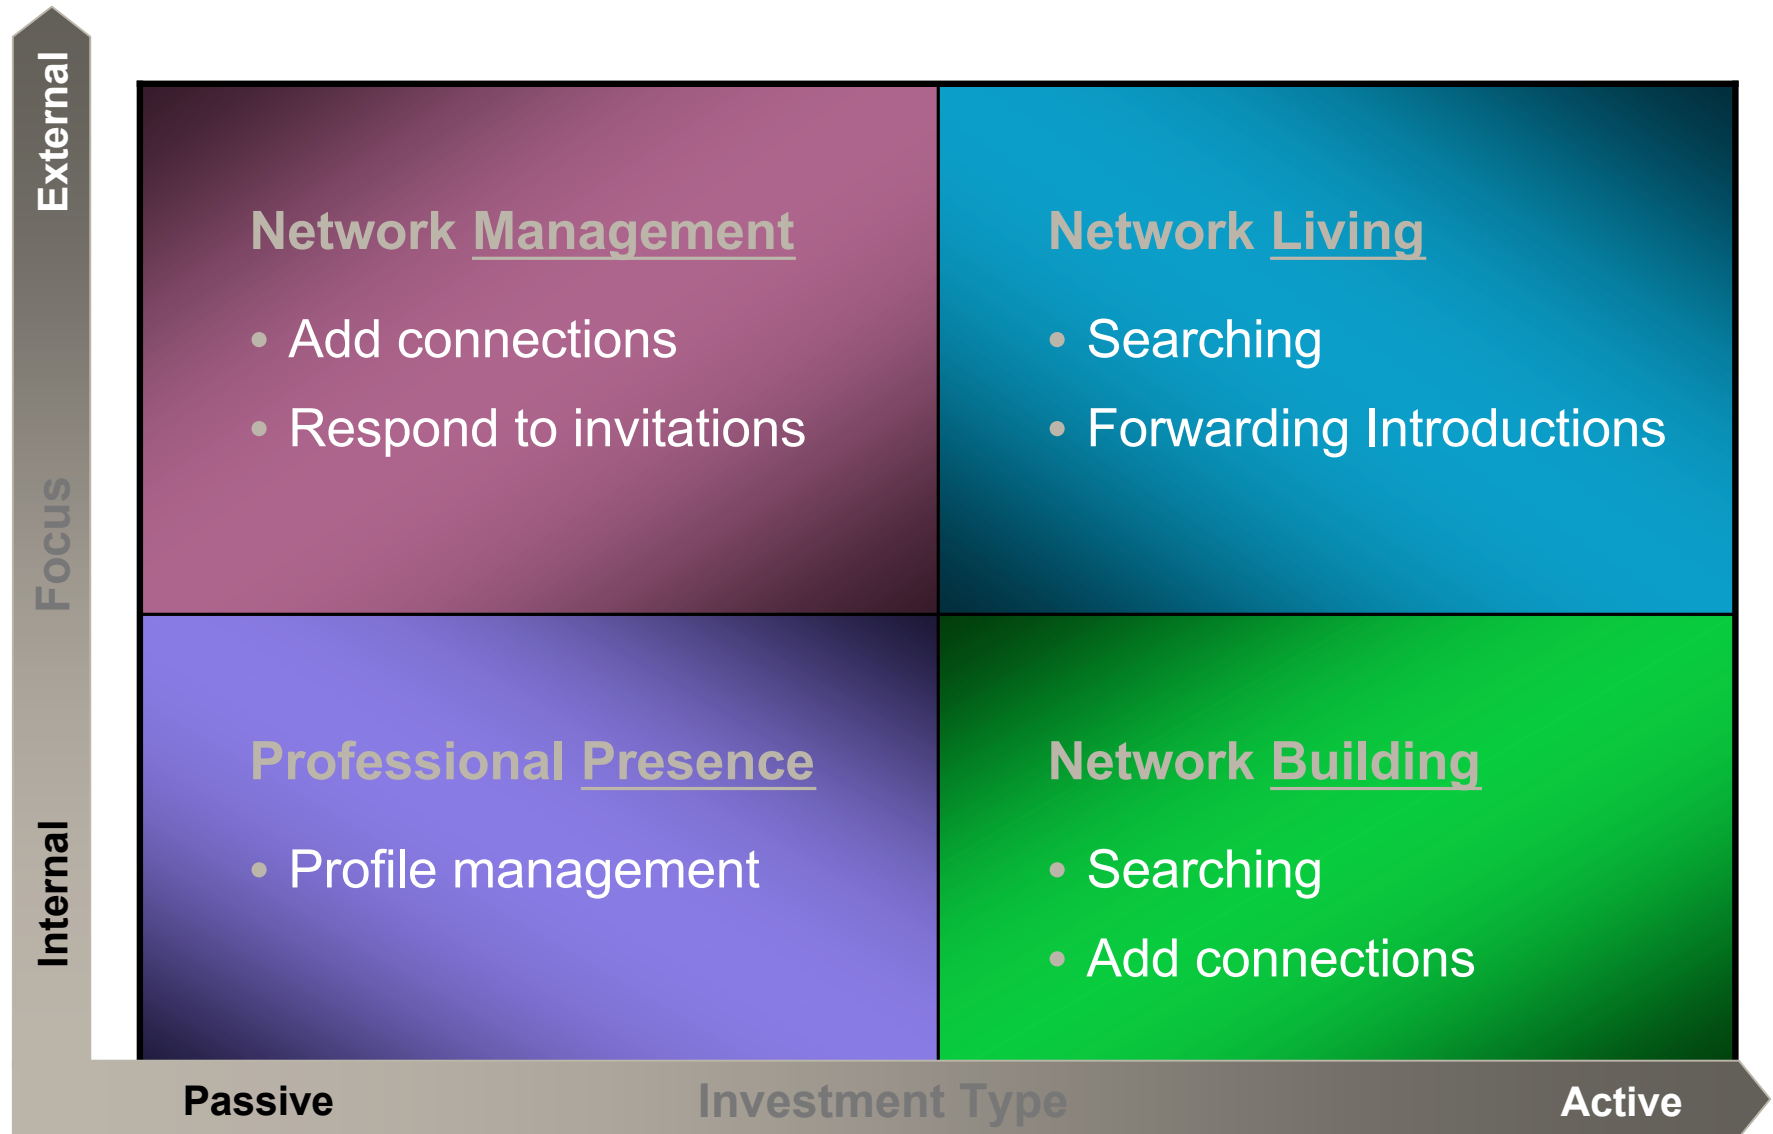 External
Focus
Internal
Network Management
• Add connections
• Respond to invitations
Network Living
• Searching
• Forwarding Introductions
Professional Presence
• Profile management
Network Building
• Searching
• Add connections
Passive
Investment Type
Active